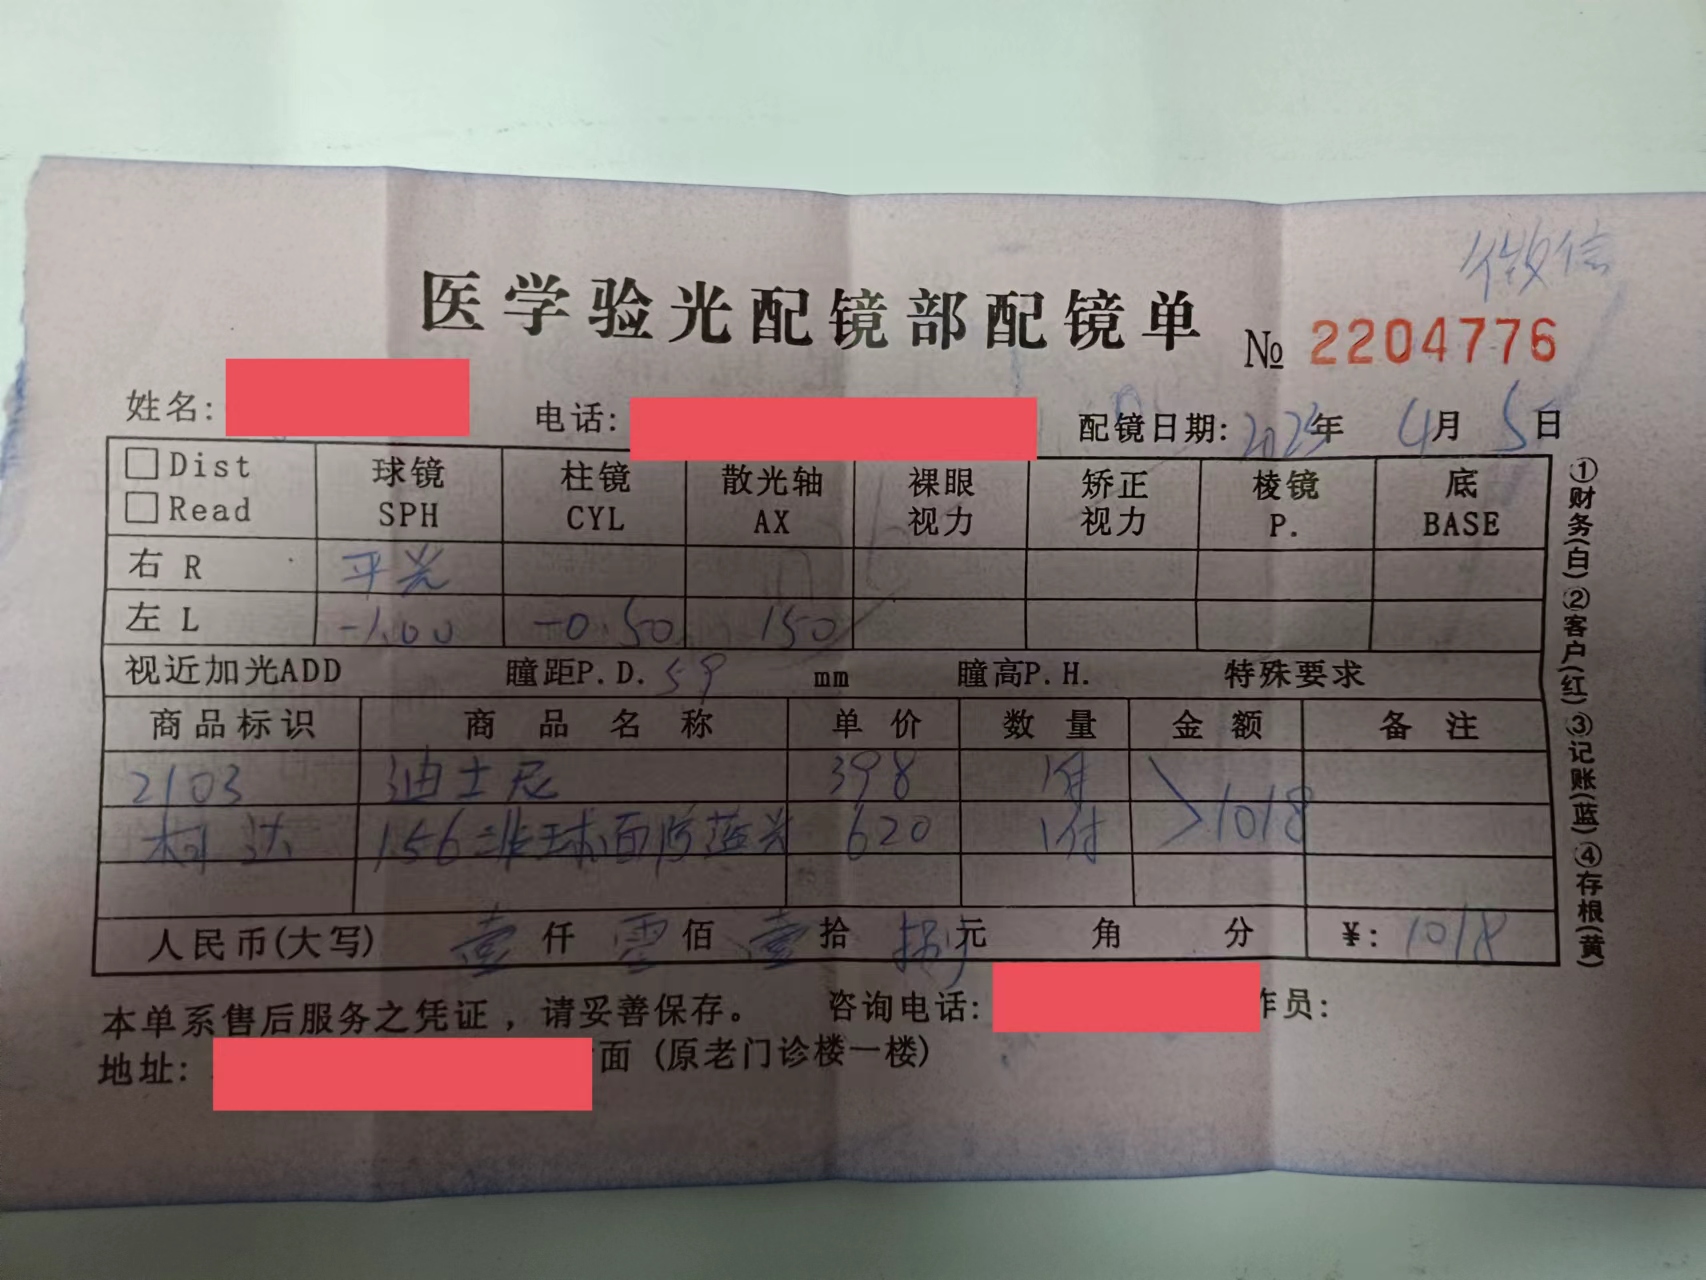 微信
医学验光配镜部配镜单 № 2204776
姓名: 电话: 配镜日期: 2023年 4月 5日
□Dist □Read 球镜 SPH 柱镜 CYL 散光轴 AX 裸眼视力 矫正视力 棱镜 P. 底 BASE
右 R 平光
左 L -1.00 -0.50 150
视近加光ADD 瞳距P.D. 59 mm 瞳高P.H. 特殊要求
商品标识 商品名称 单价 数量 金额 备注
2103 迪士尼 398 1付
柯达 1.56非球面防蓝光 620 1付 1018
人民币(大写) 壹仟 零佰 壹拾 捌元 角 分 ¥: 1018
本单系售后服务之凭证，请妥善保存。 咨询电话: 作员:
地址: 面 (原老门诊楼一楼)
①财务(白)②客户(红)③记账(蓝)④存根(黄)